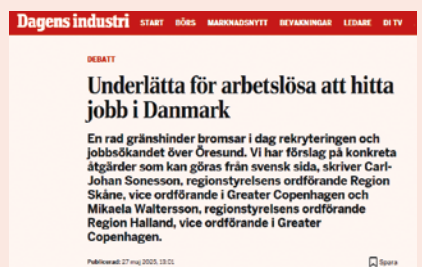 Dagens industri START BÖRS MARKNADSNYTT BEVAKNINGAR LEDARE DI TV
DEBATT
Underlätta för arbetslösa att hitta
jobb i Danmark
En rad gränshinder bromsar i dag rekryteringen och
jobbsökandet över Öresund. Vi har förslag på konkreta
åtgärder som kan göras från svensk sida, skriver Carl-
Johan Sonesson, regionstyrelsens ordförande Region
Skåne, vice ordförande i Greater Copenhagen och
Mikaela Waltersson, regionstyrelsens ordförande
Region Halland, vice ordförande i Greater
Copenhagen.
Publicerad: 27 maj 2025, 13:01 Spara